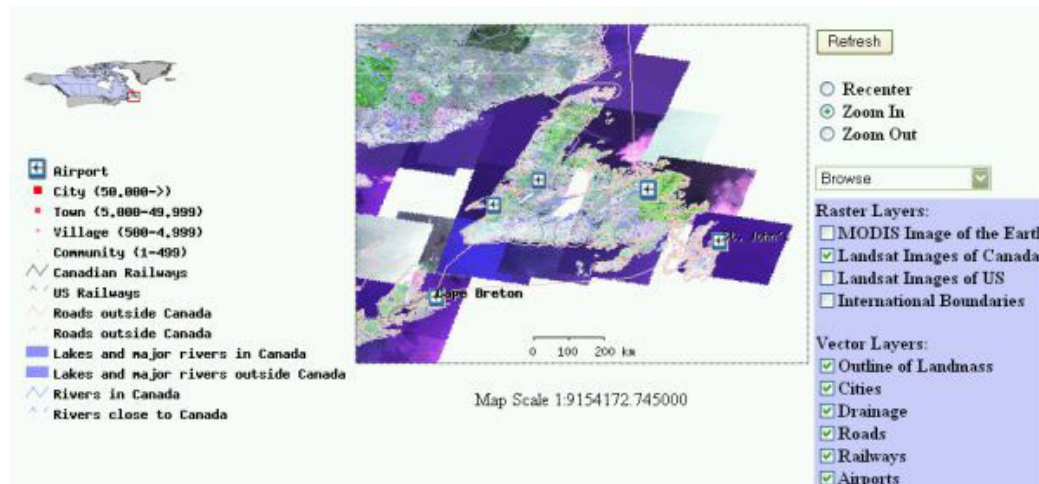 Airport
City (50,000->)
Town (5,000-49,999)
Village (500-4,999)
Community (1-499)
Canadian Railways
US Railways
Roads outside Canada
Roads outside Canada
Lakes and major rivers in Canada
Lakes and major rivers outside Canada
Rivers in Canada
Rivers close to Canada
St. John'
Cape Breton
0 100 200 km
Map Scale 1:9154172.745000
Refresh
Recenter
Zoom In
Zoom Out
Browse
Raster Layers:
MODIS Image of the Eart
Landsat Images of Canada
Landsat Images of US
International Boundaries
Vector Layers:
Outline of Landmass
Cities
Drainage
Roads
Railways
Airports